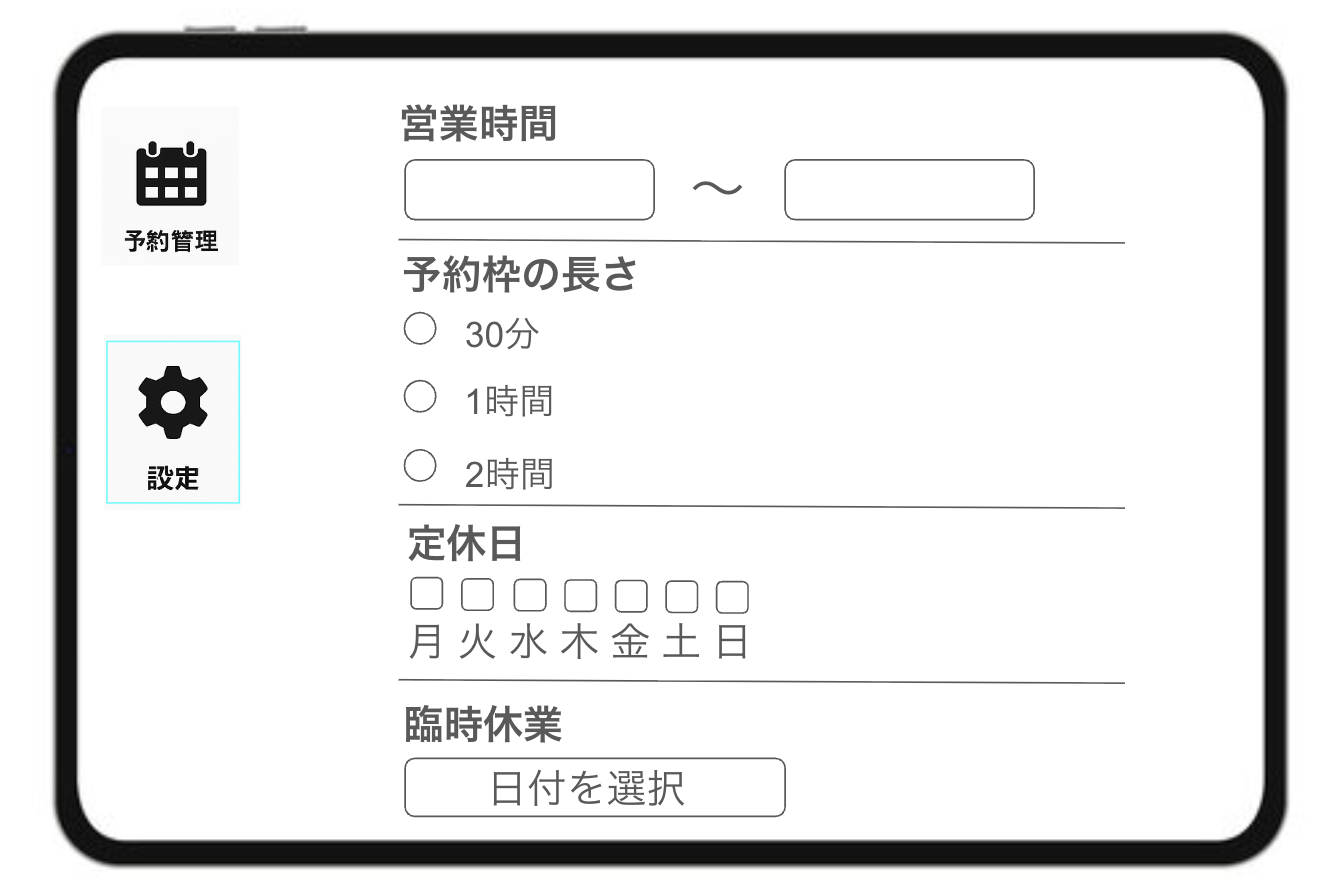 予約管理
設定
営業時間
〜
予約枠の長さ
30分
1時間
2時間
定休日
月 火 水 木 金 土 日
臨時休業
日付を選択